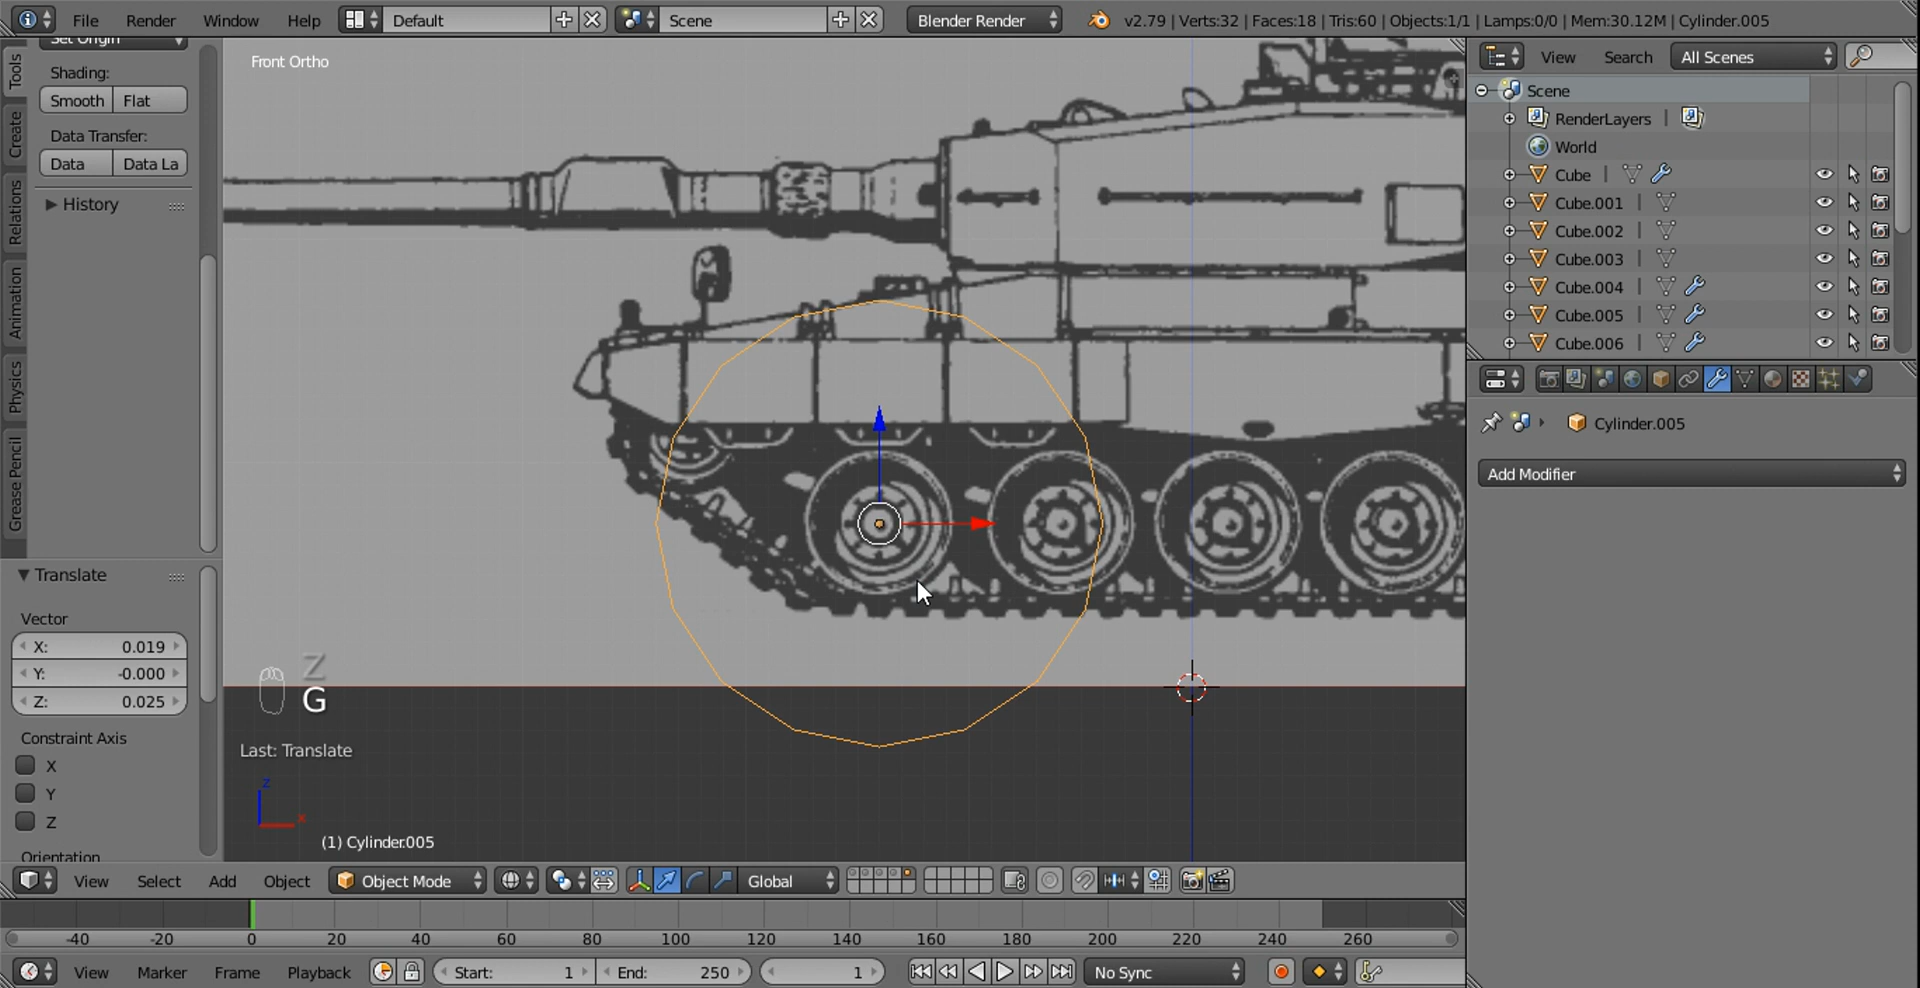 File Render Window Help Default Scene Blender Render v2.79 | Verts:32 | Faces:18 | Tris:60 | Objects:1/1 | Lamps:0/0 | Mem:30.12M | Cylinder.005
Set Origin
Shading:
Smooth Flat
Data Transfer:
Data Data La
History
Tools
Create
Relations
Animation
Physics
Grease Pencil
Translate
Vector
X: 0.019
Y: -0.000
Z: 0.025
Constraint Axis
X
Y
Z
Orientation
Front Ortho
Z
G
Last: Translate
z
x
(1) Cylinder.005
View Search All Scenes
Scene
RenderLayers |
World
Cube |
Cube.001 |
Cube.002 |
Cube.003 |
Cube.004 |
Cube.005 |
Cube.006 |
Cylinder.005
Add Modifier
View Select Add Object Object Mode Global
-40 -20 0 20 40 60 80 100 120 140 160 180 200 220 240 260
View Marker Frame Playback Start: 1 End: 250 1 No Sync